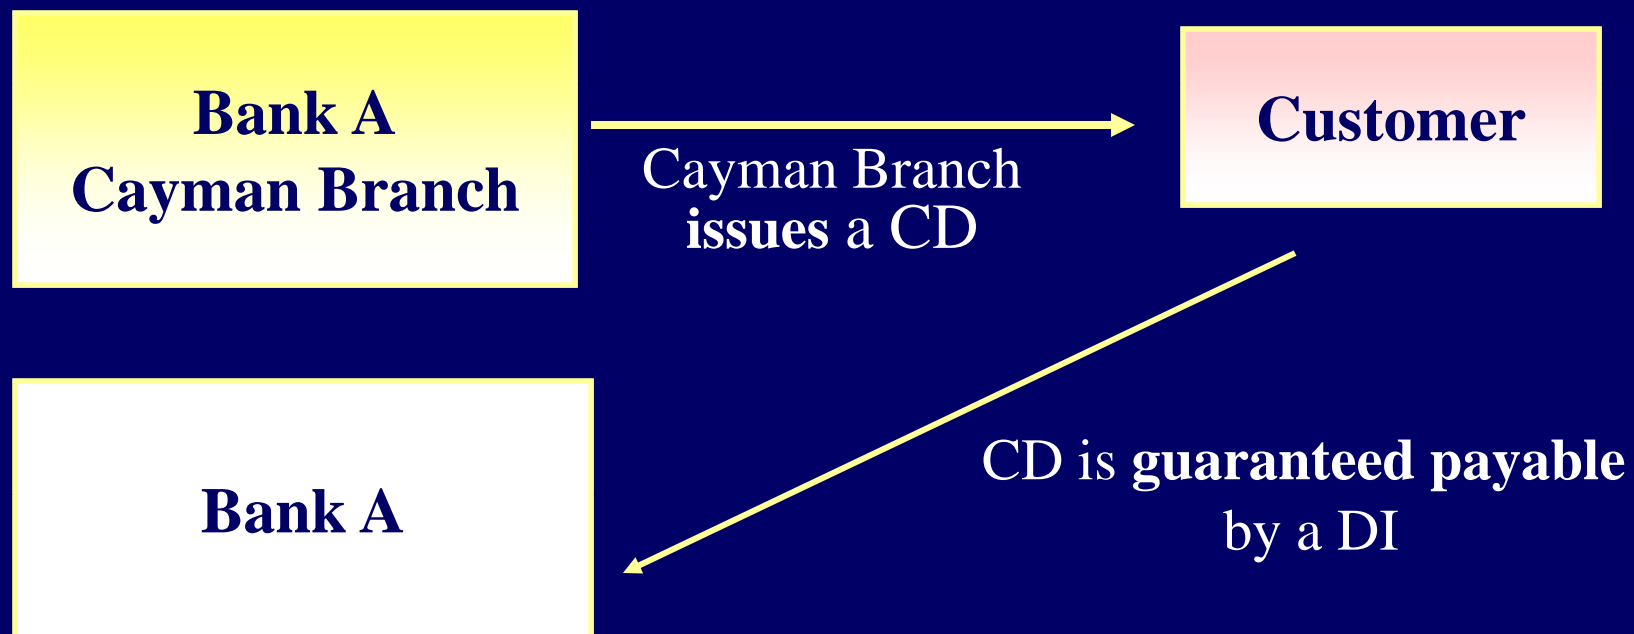 Bank A
Cayman Branch
Cayman Branch
issues a CD
Customer
Bank A
CD is guaranteed payable
by a DI